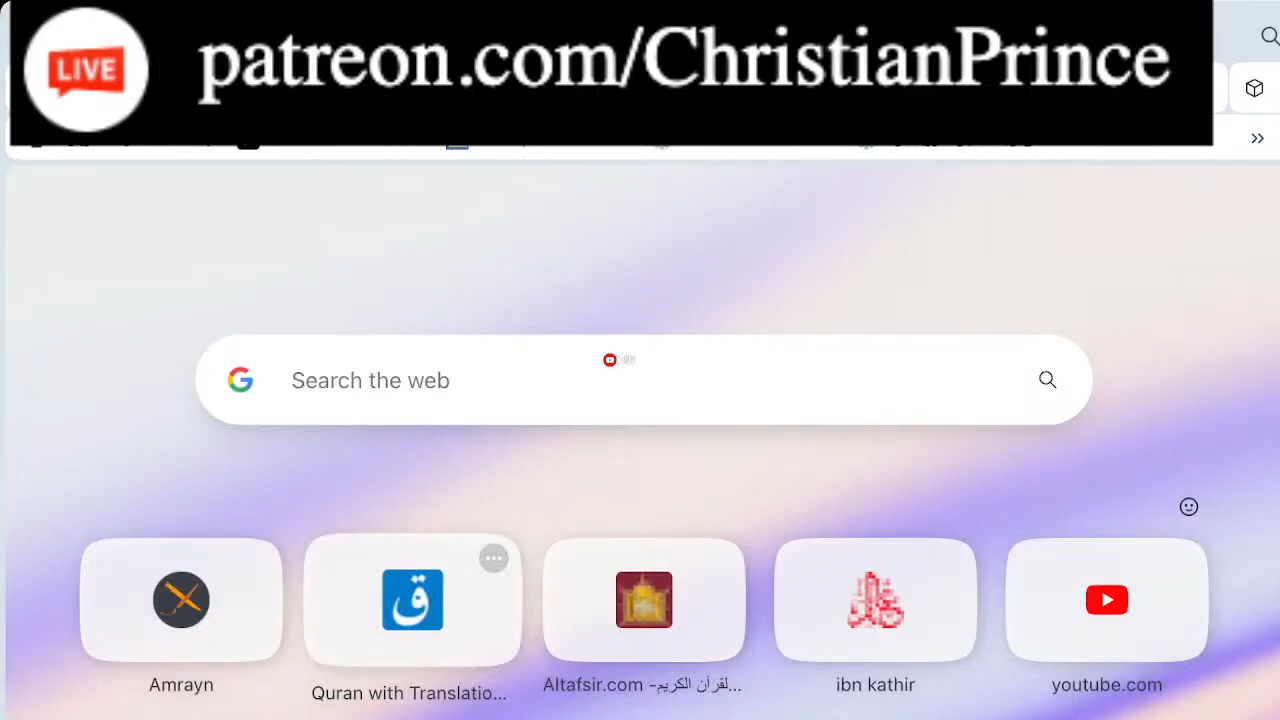 LIVE
patreon.com/ChristianPrince
Search the web
ق
Amrayn
Quran with Translatio...
Altafsir.com -لقرآن الكريم...
ibn kathir
youtube.com